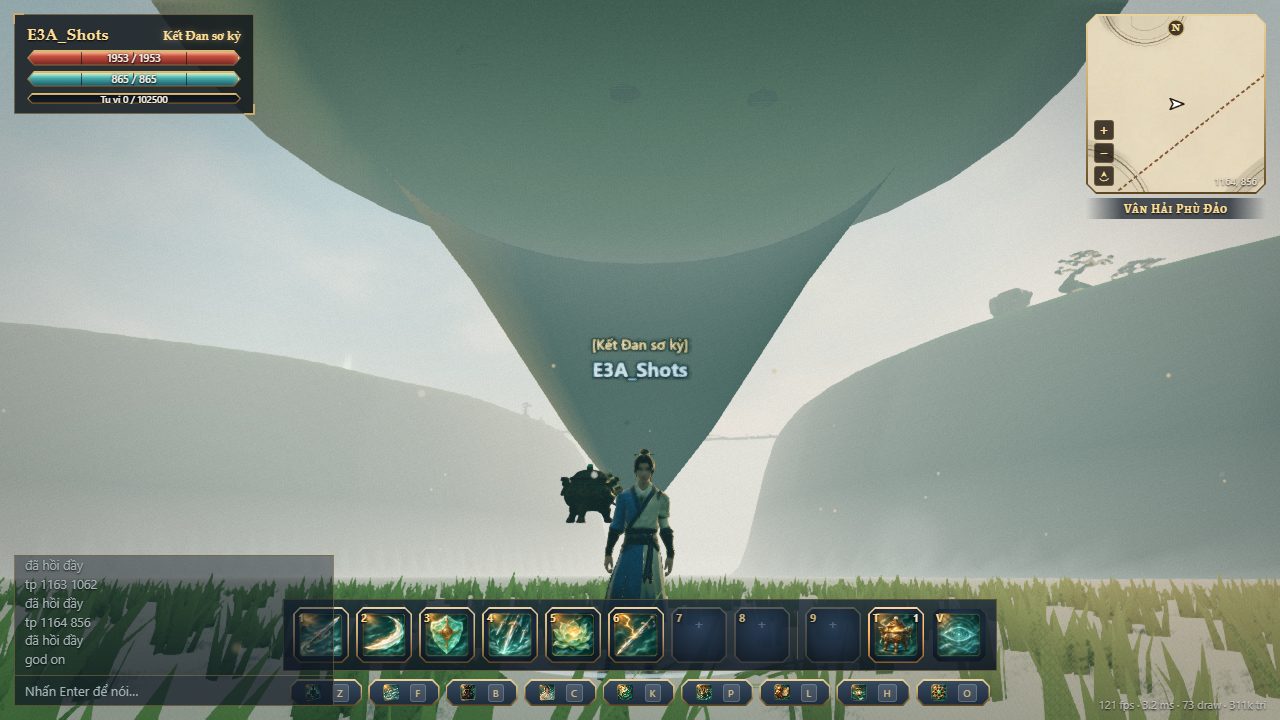 E3A_Shots
Kết Đan sơ kỳ
1953 / 1953
865 / 865
Tu vi 0 / 102500
N
+
−
1164, 856
Vân Hải Phù Đảo
[Kết Đan sơ kỳ]
E3A_Shots
đã hồi đầy
tp 1163 1062
đã hồi đầy
tp 1164 856
đã hồi đầy
god on
Nhấn Enter để nói...
1 2 3 4 5 6 7 8 9 T 1 V
+ + +
Z F B C K P L H O
121 fps · 3.2 ms · 73 draw · 311k tri